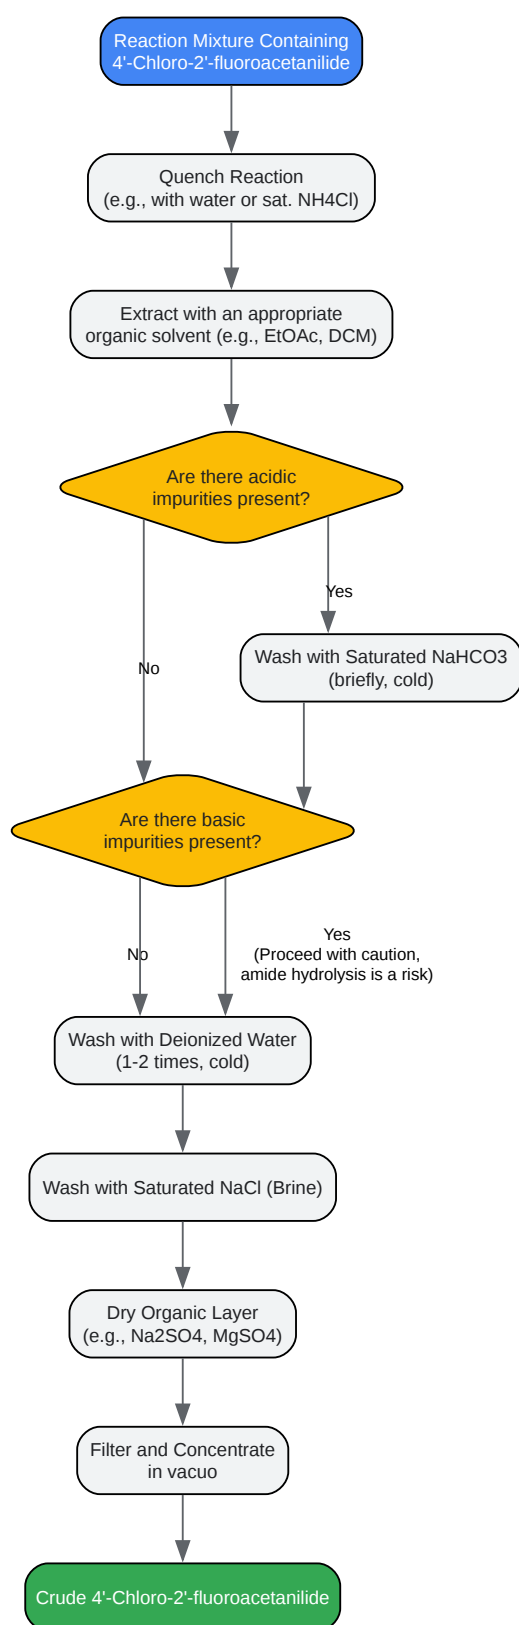 Reaction Mixture Containing
4'-Chloro-2'-fluoroacetanilide
Quench Reaction
(e.g., with water or sat. NH4Cl)
Extract with an appropriate
organic solvent (e.g., EtOAc, DCM)
Are there acidic
impurities present?
Yes
Wash with Saturated NaHCO3
(briefly, cold)
No
Are there basic
impurities present?
No
Yes
(Proceed with caution,
amide hydrolysis is a risk)
Wash with Deionized Water
(1-2 times, cold)
Wash with Saturated NaCl (Brine)
Dry Organic Layer
(e.g., Na2SO4, MgSO4)
Filter and Concentrate
in vacuo
Crude 4'-Chloro-2'-fluoroacetanilide